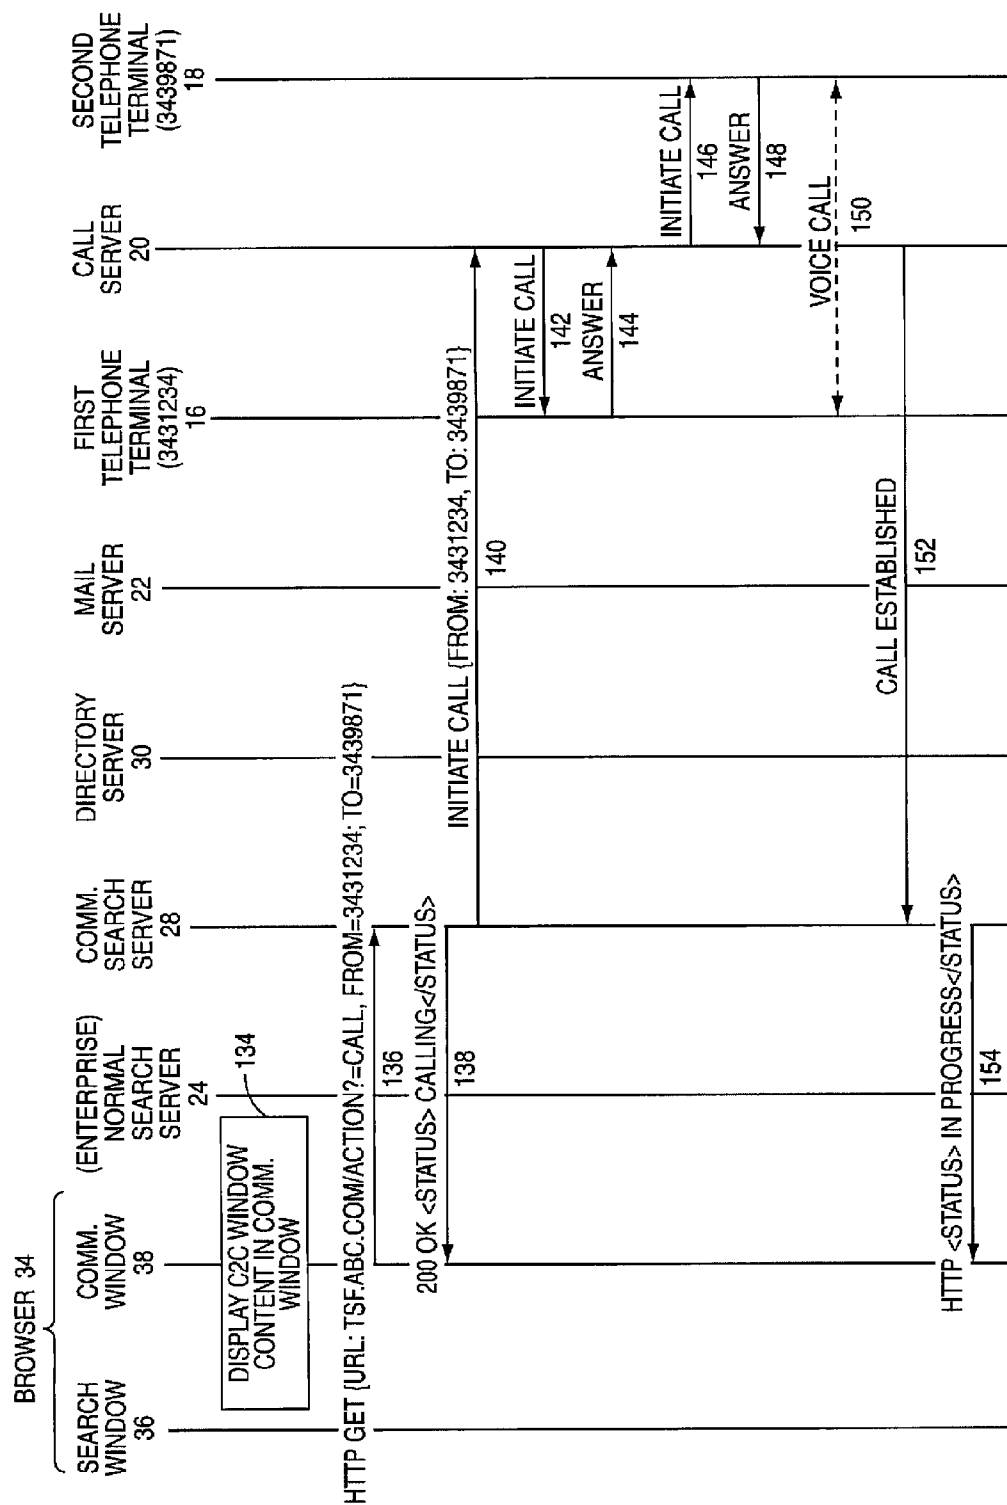 BROWSER 34
SEARCH
WINDOW
36
COMM.
WINDOW
38
(ENTERPRISE)
NORMAL
SEARCH
SERVER
24
COMM.
SEARCH
SERVER
28
DIRECTORY
SERVER
30
MAIL
SERVER
22
FIRST
TELEPHONE
TERMINAL
(3431234)
16
CALL
SERVER
20
SECOND
TELEPHONE
TERMINAL
(3439871)
18
DISPLAY C2C WINDOW
CONTENT IN COMM.
WINDOW
134
HTTP GET {URL: TSF.ABC.COM/ACTION?=CALL, FROM=3431234; TO=3439871}
136
200 OK <STATUS> CALLING</STATUS>
138
INITIATE CALL {FROM: 3431234, TO: 3439871}
140
INITIATE CALL
142
ANSWER
144
INITIATE CALL
146
ANSWER
148
VOICE CALL
150
CALL ESTABLISHED
152
HTTP <STATUS> IN PROGRESS</STATUS>
154